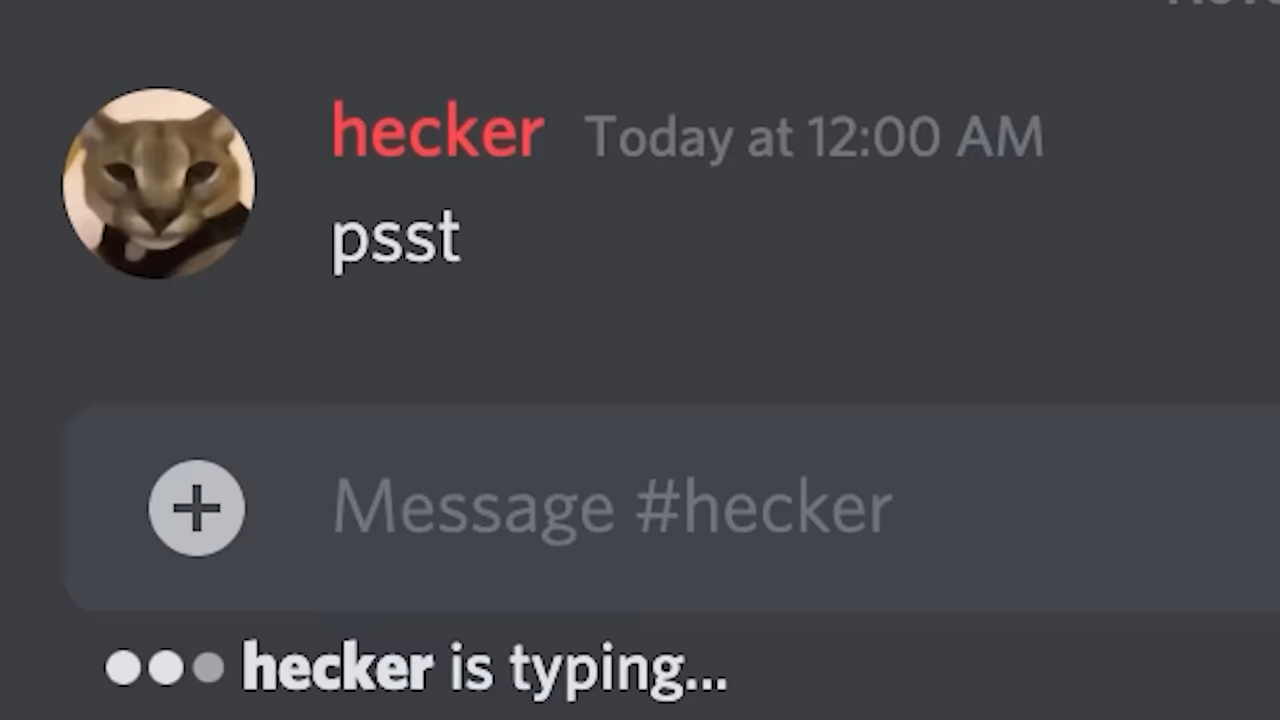 hecker Today at 12:00 AM
psst
Message #hecker
hecker is typing...